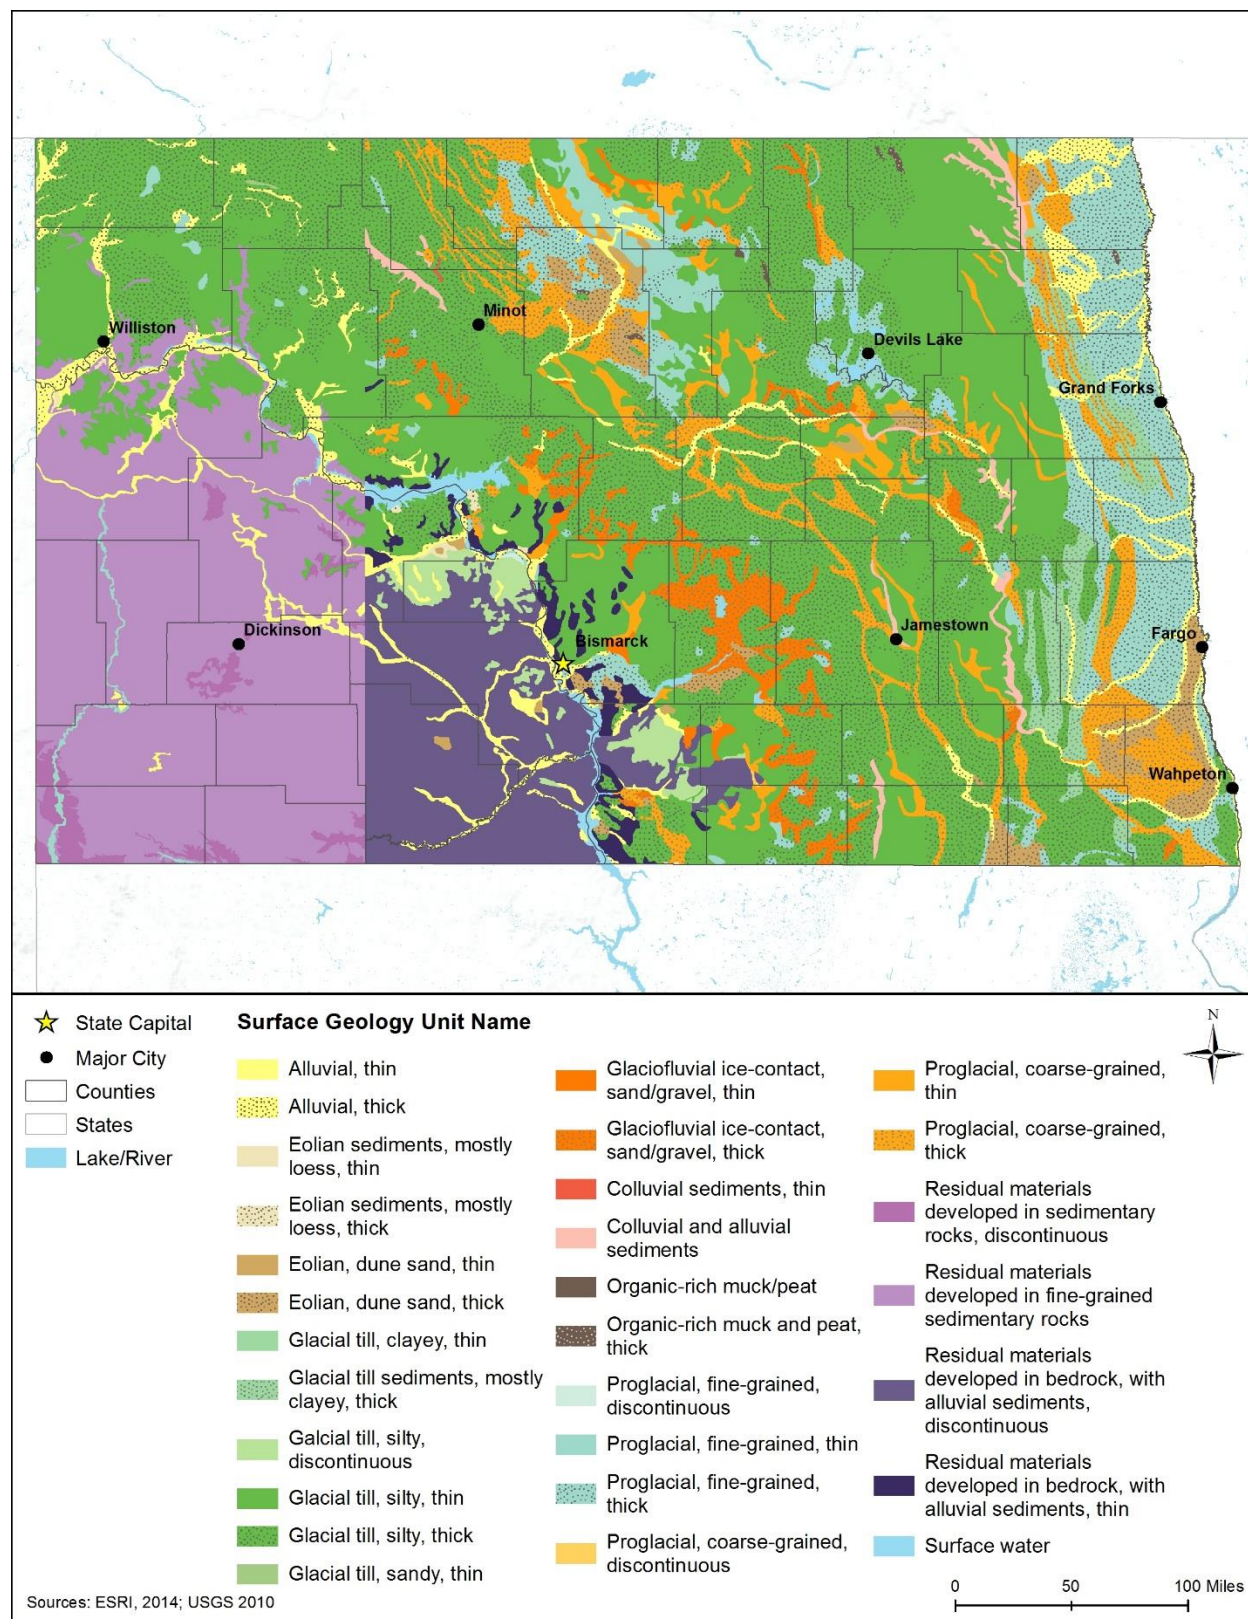 Williston
Minot
Devils Lake
Grand Forks
Dickinson
Bismarck
Jamestown
Fargo
Wahpeton
State Capital
Major City
Counties
States
Lake/River
Surface Geology Unit Name
Alluvial, thin
Alluvial, thick
Eolian sediments, mostly
loess, thin
Eolian sediments, mostly
loess, thick
Eolian, dune sand, thin
Eolian, dune sand, thick
Glacial till, clayey, thin
Glacial till sediments, mostly
clayey, thick
Galcial till, silty,
discontinuous
Glacial till, silty, thin
Glacial till, silty, thick
Glacial till, sandy, thin
Glaciofluvial ice-contact,
sand/gravel, thin
Glaciofluvial ice-contact,
sand/gravel, thick
Colluvial sediments, thin
Colluvial and alluvial
sediments
Organic-rich muck/peat
Organic-rich muck and peat,
thick
Proglacial, fine-grained,
discontinuous
Proglacial, fine-grained, thin
Proglacial, fine-grained,
thick
Proglacial, coarse-grained,
discontinuous
Proglacial, coarse-grained,
thin
Proglacial, coarse-grained,
thick
Residual materials
developed in sedimentary
rocks, discontinuous
Residual materials
developed in fine-grained
sedimentary rocks
Residual materials
developed in bedrock, with
alluvial sediments,
discontinuous
Residual materials
developed in bedrock, with
alluvial sediments, thin
Surface water
N
0 50 100 Miles
Sources: ESRI, 2014; USGS 2010